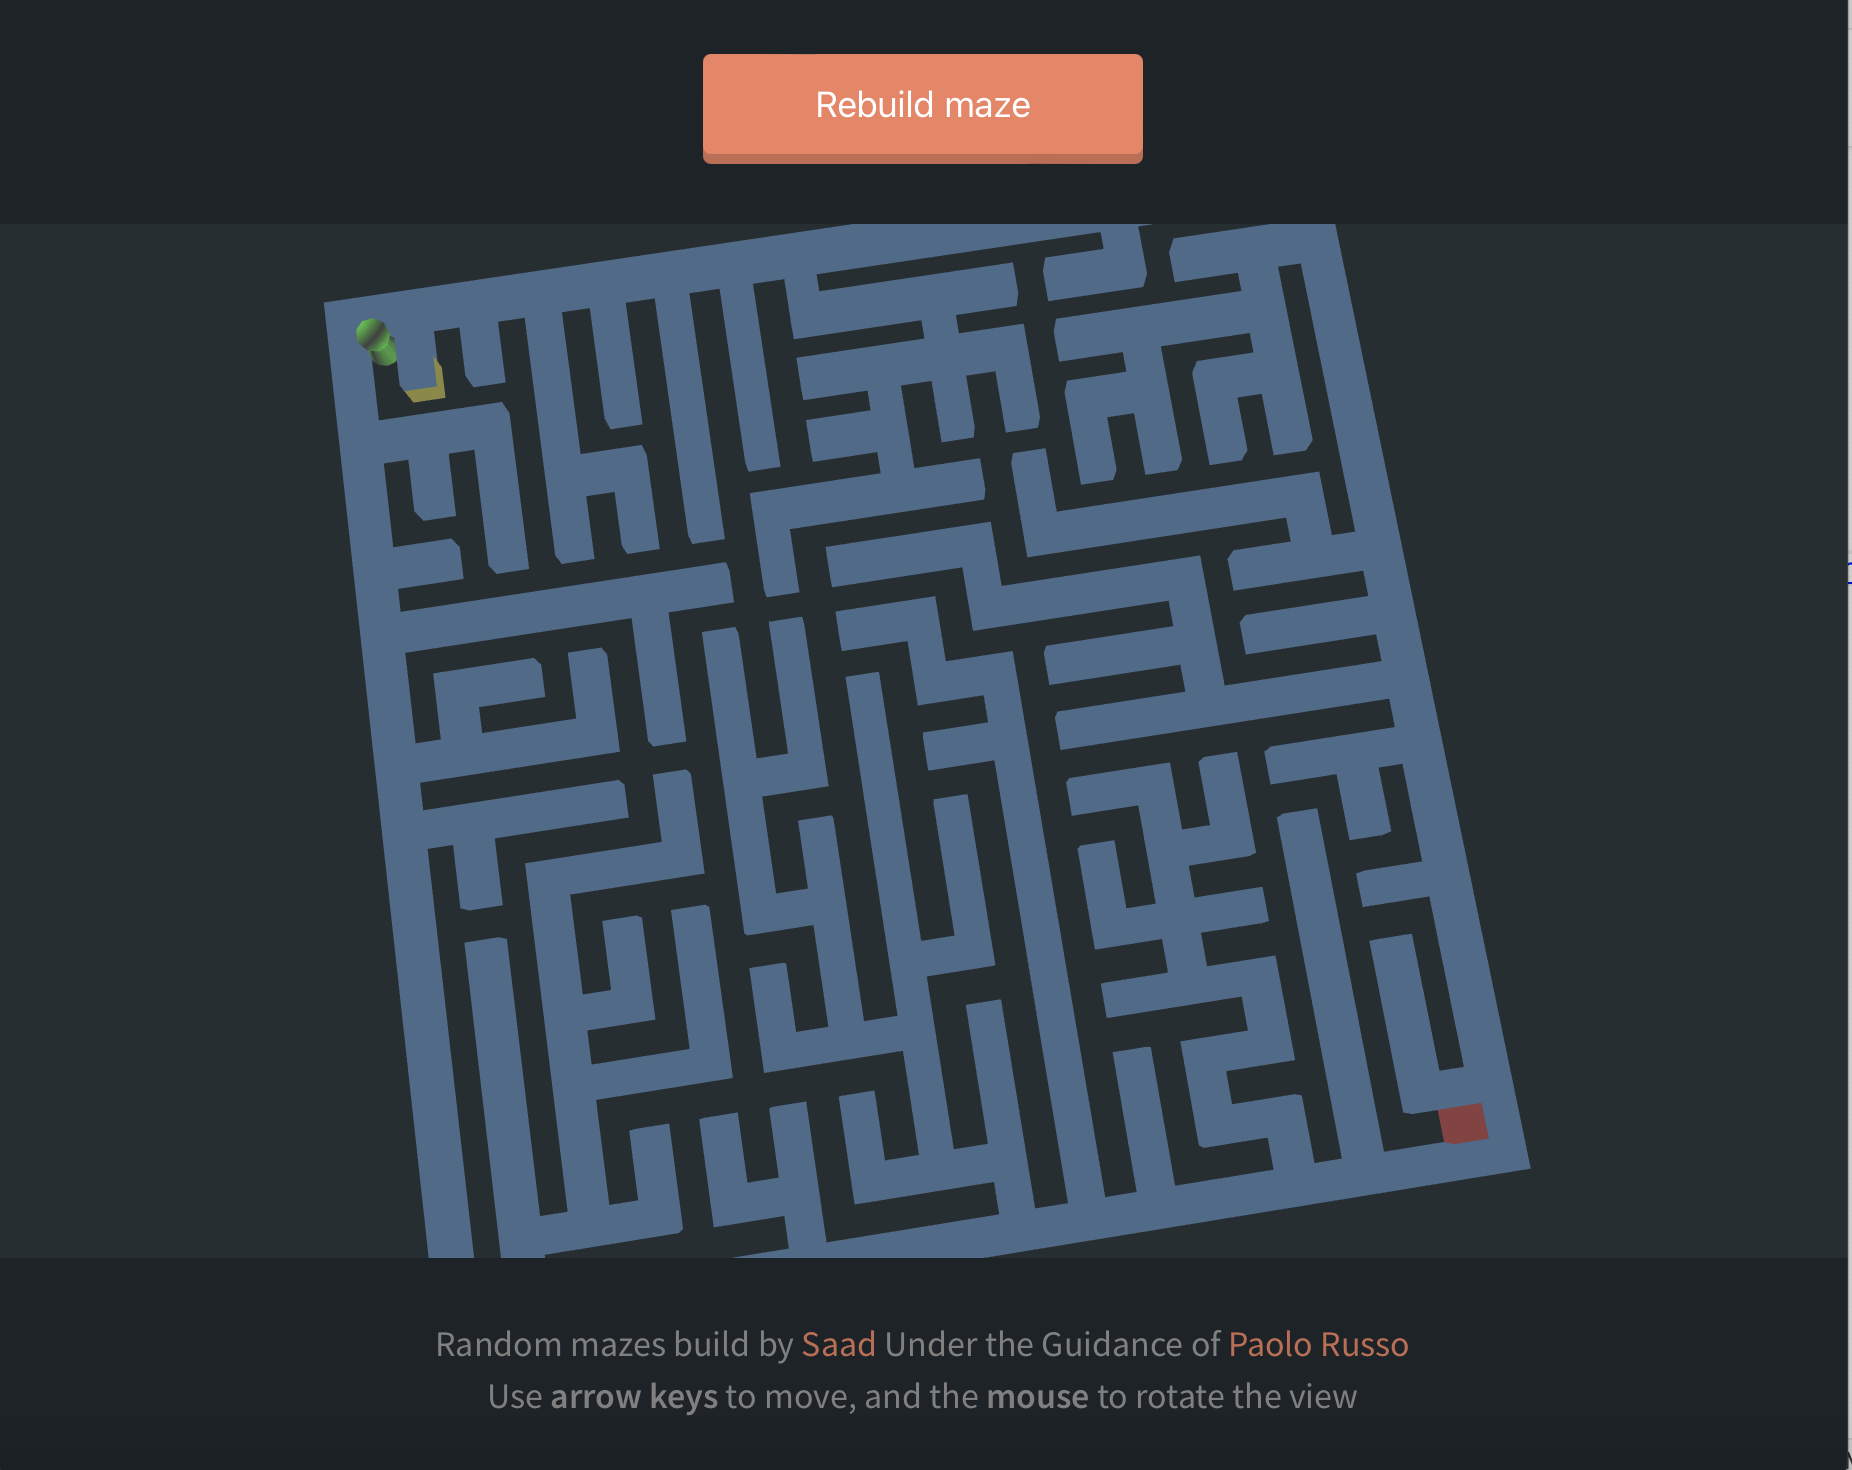 Rebuild maze
Random mazes build by Saad Under the Guidance of Paolo Russo
Use arrow keys to move, and the mouse to rotate the view